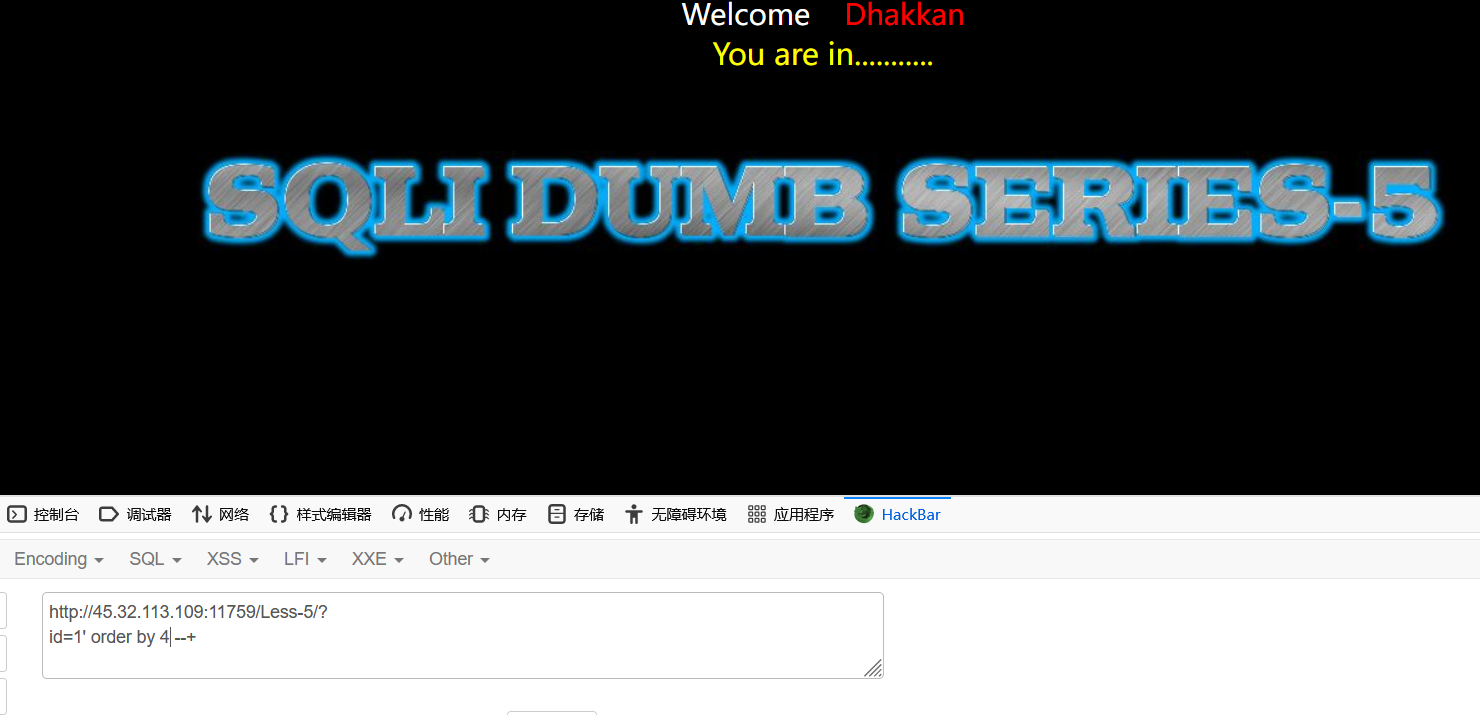 Welcome Dhakkan
You are in...........
SQLI DUMB SERIES-5
控制台 调试器 网络 样式编辑器 性能 内存 存储 无障碍环境 应用程序 HackBar
Encoding SQL XSS LFI XXE Other
http://45.32.113.109:11759/Less-5/?
id=1' order by 4 --+